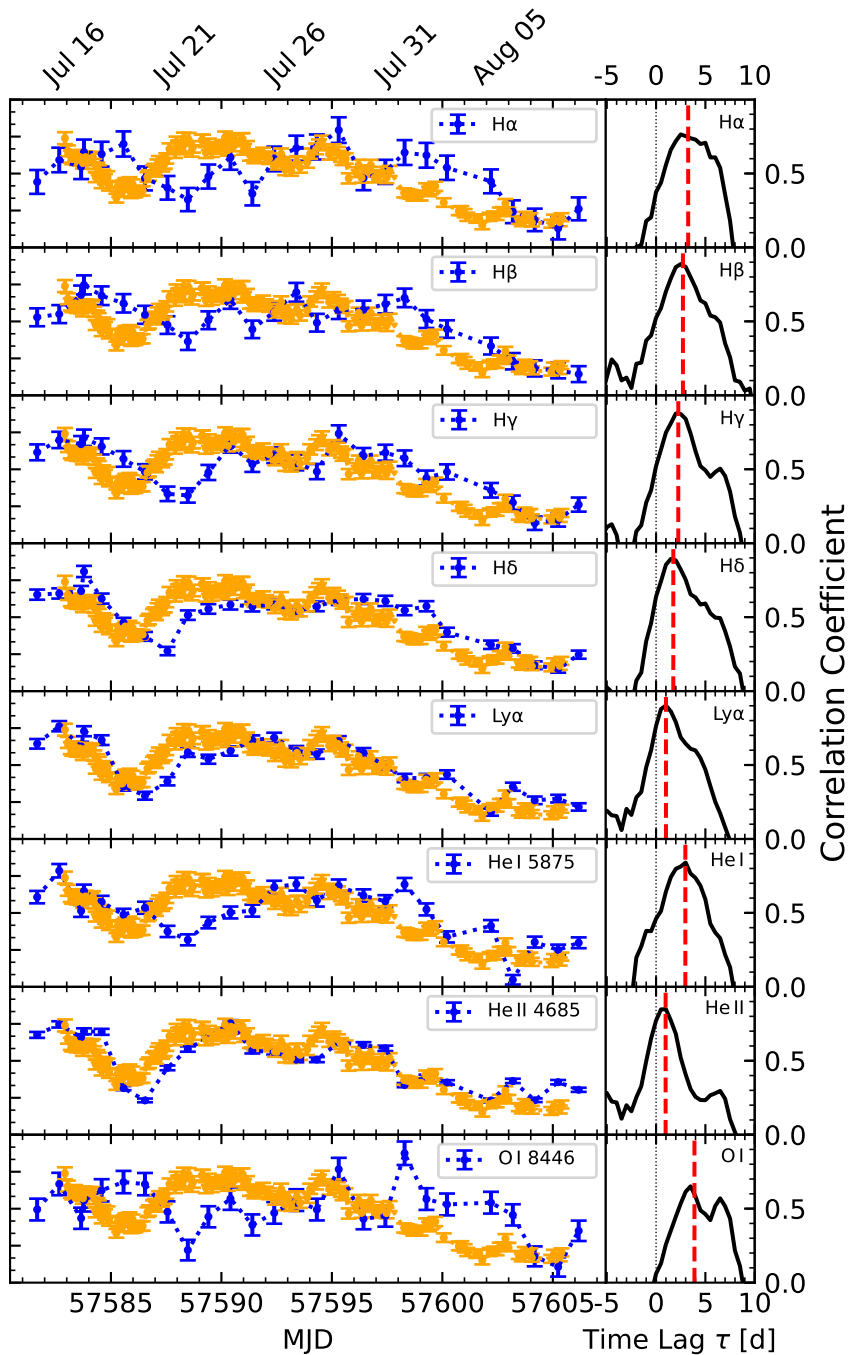 Jul 16 Jul 21 Jul 26 Jul 31 Aug 05
-5 0 5 10
Hα Hα
0.5
0.0
Hβ Hβ
0.5
0.0
Hγ Hγ
0.5
0.0
Hδ Hδ
0.5
0.0
Lyα Lyα
0.5
0.0
He I 5875 He I
0.5
0.0
He II 4685 He II
0.5
0.0
O I 8446 O I
0.5
0.0
Correlation Coefficient
57585 57590 57595 57600 57605 -5 0 5 10
MJD Time Lag τ [d]